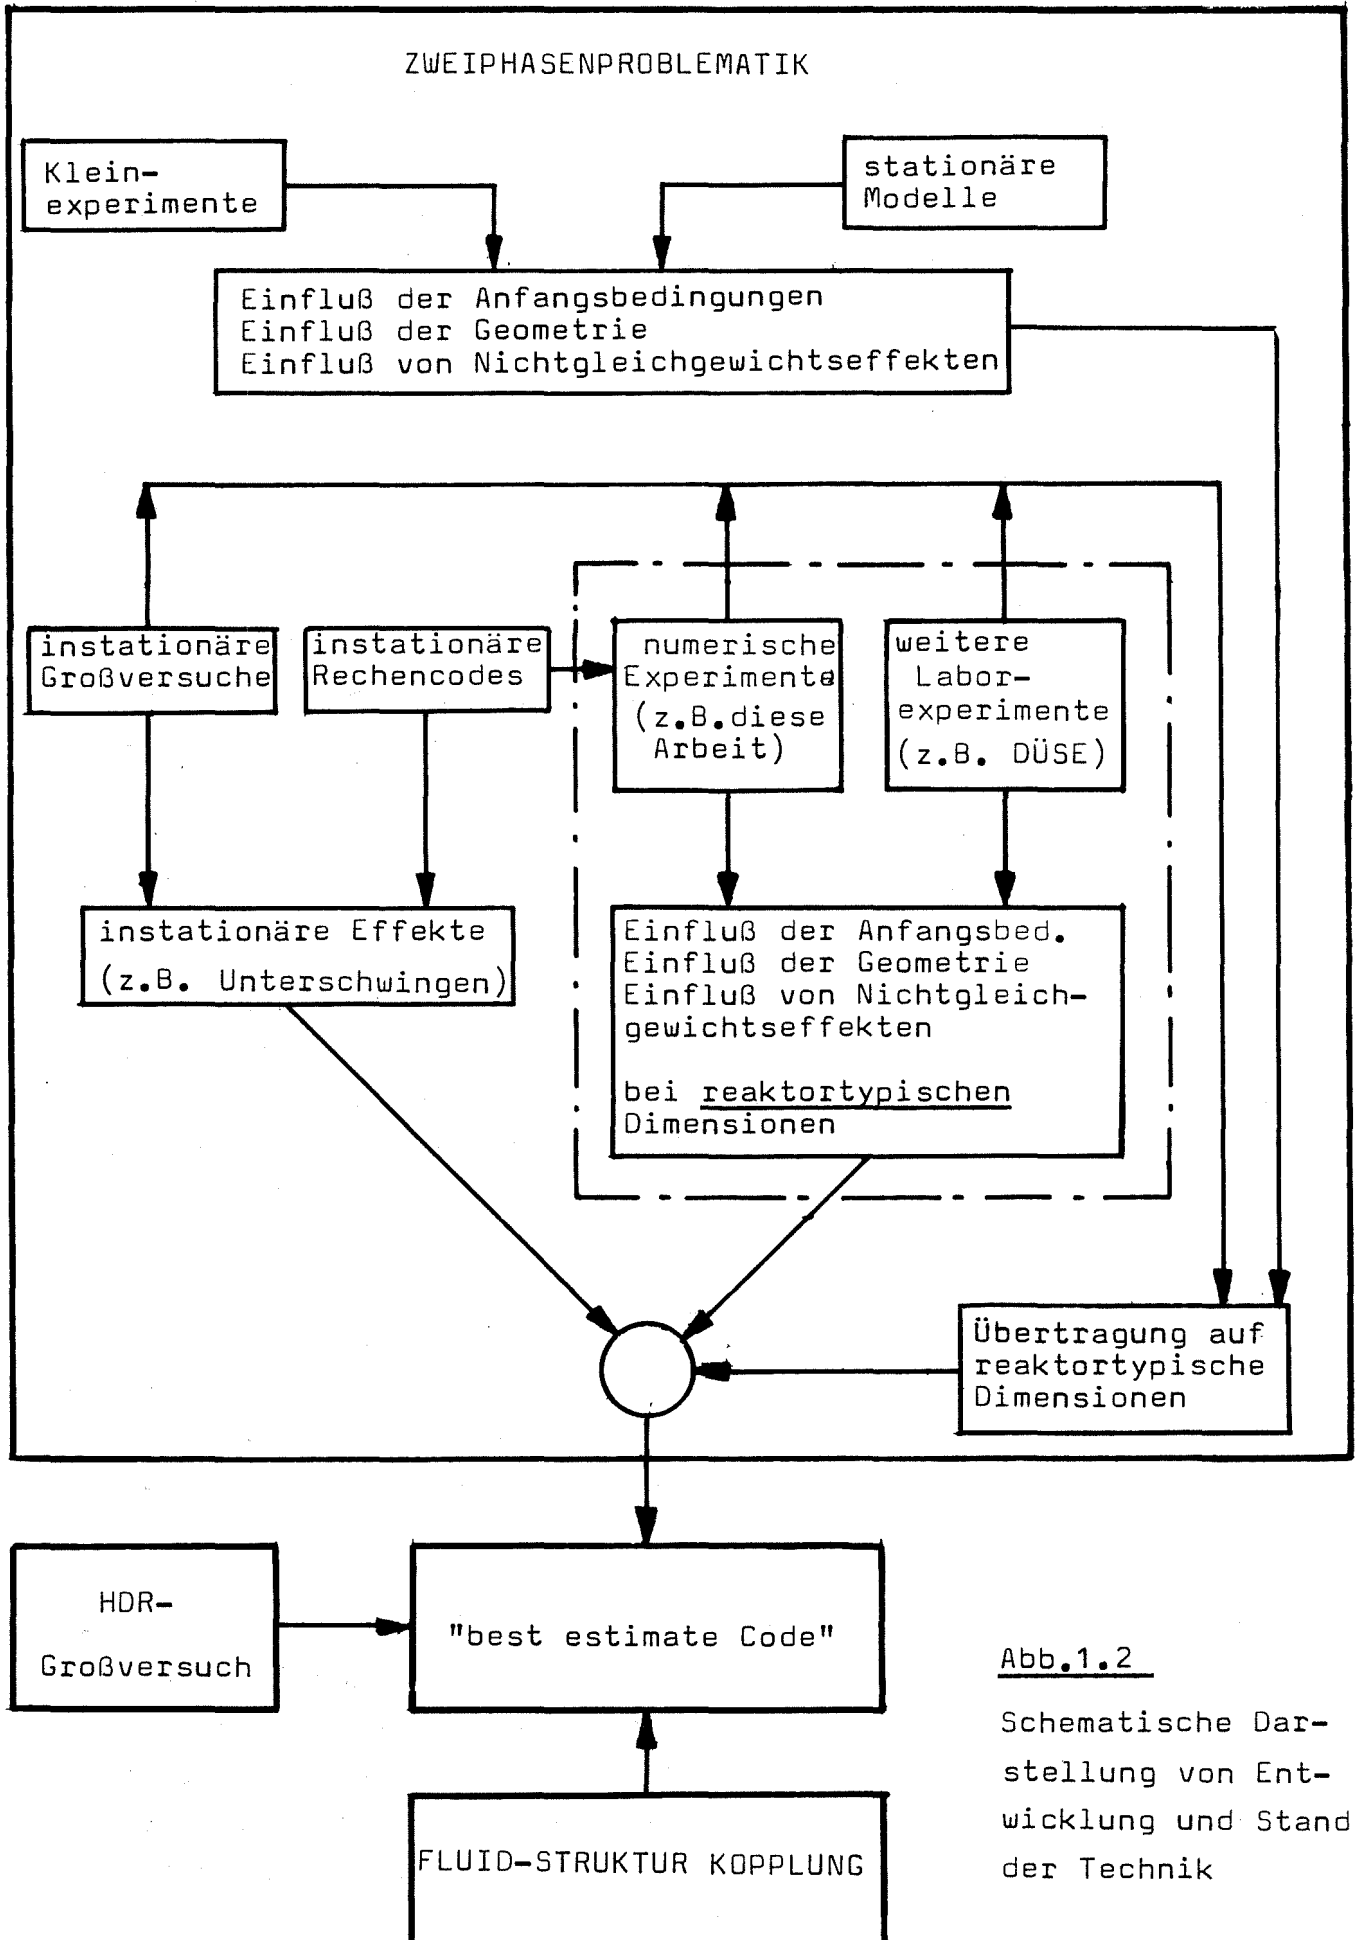 ZWEIPHASENPROBLEMATIK
Klein-
experimente
stationäre
Modelle
Einfluß der Anfangsbedingungen
Einfluß der Geometrie
Einfluß von Nichtgleichgewichtseffekten
instationäre
Großversuche
instationäre
Rechencodes
numerische
Experimente
(z.B.diese
Arbeit)
weitere
Labor-
experimente
(z.B. DÜSE)
instationäre Effekte
(z.B. Unterschwingen)
Einfluß der Anfangsbed.
Einfluß der Geometrie
Einfluß von Nichtgleich-
gewichtseffekten
bei reaktortypischen
Dimensionen
Übertragung auf
reaktortypische
Dimensionen
HDR-
Großversuch
"best estimate Code"
FLUID-STRUKTUR KOPPLUNG
Abb.1.2
Schematische Dar-
stellung von Ent-
wicklung und Stand
der Technik